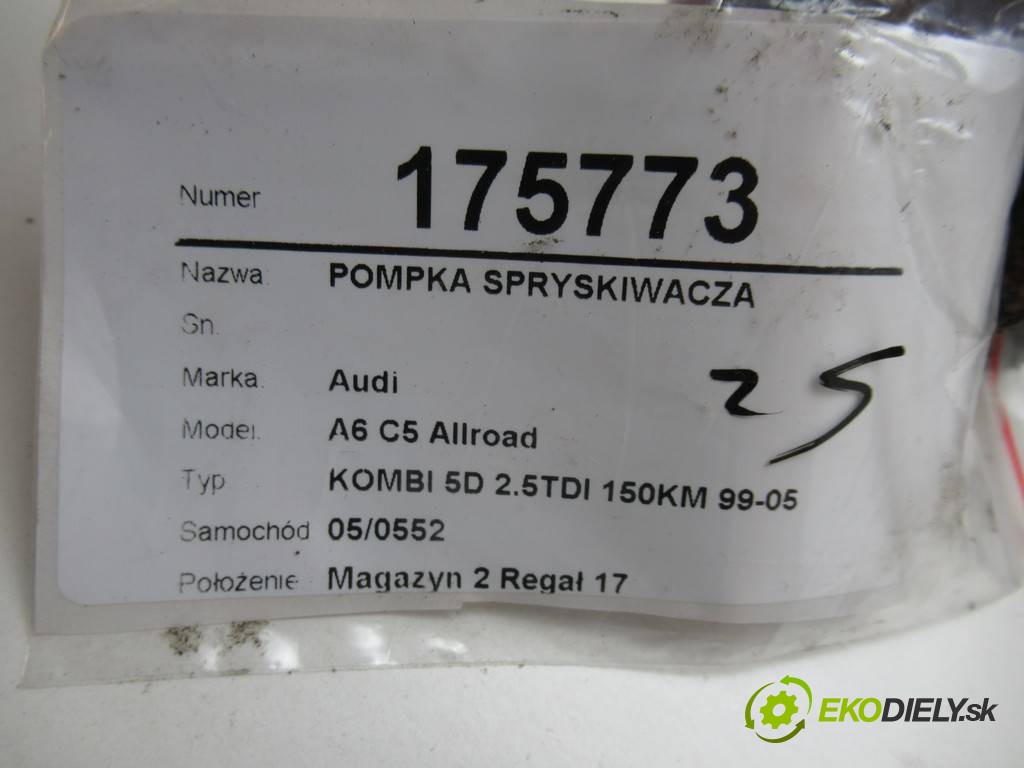 Numer 175773
Nazwa POMPKA SPRYSKIWACZA
Sn.
Marka. Audi
Model. A6 C5 Allroad
25
Typ KOMBI 5D 2.5TDI 150KM 99-05
Samochód 05/0552
Położenie Magazyn 2 Regał 17
EKODIELY.sk